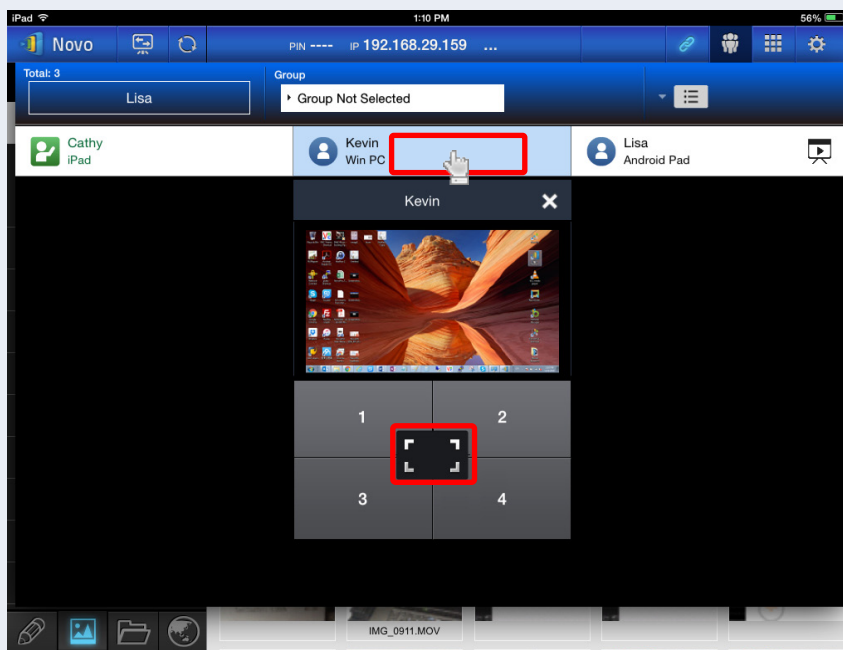 iPad 1:10 PM 56%
Novo PIN ---- IP 192.168.29.159 ...
Total: 3
Lisa
Group
Group Not Selected
Cathy
iPad
Kevin
Win PC
Lisa
Android Pad
Kevin
1 2
3 4
IMG_0911.MOV